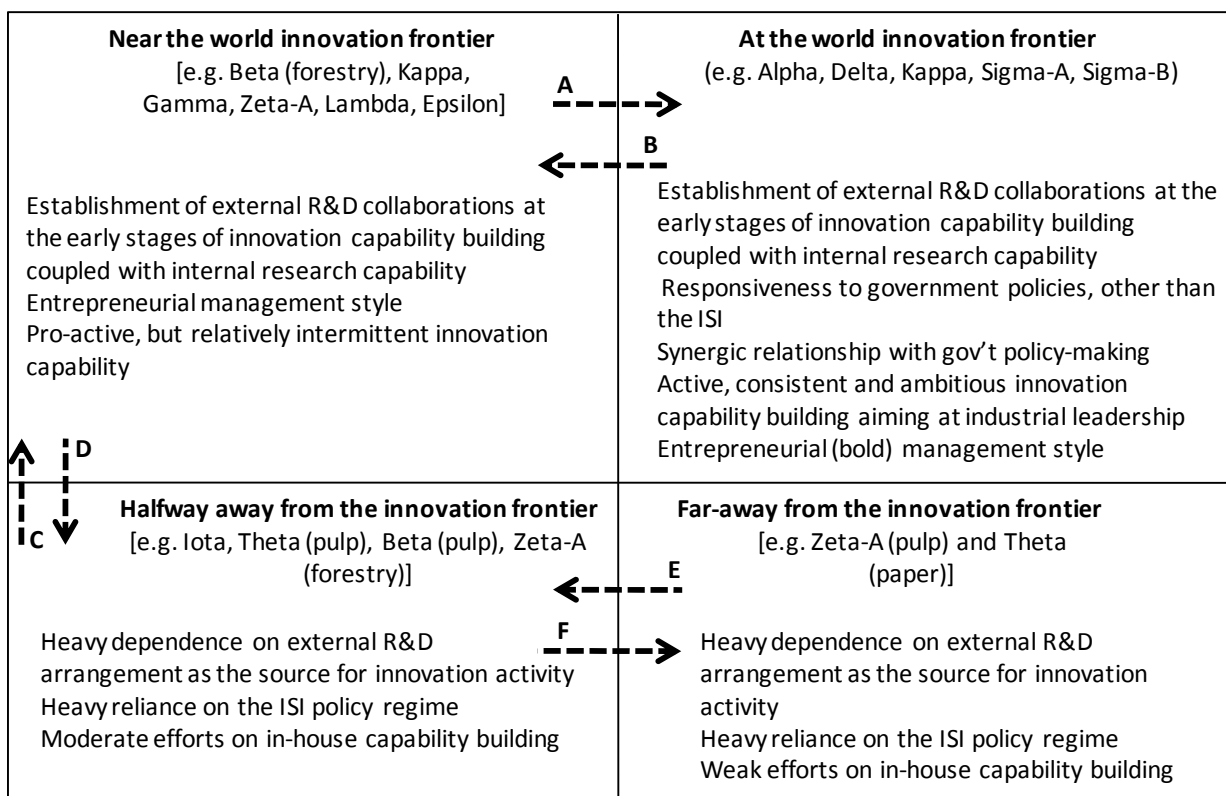 Near the world innovation frontier
[e.g. Beta (forestry), Kappa,
Gamma, Zeta-A, Lambda, Epsilon]
A
B
Establishment of external R&D collaborations at
the early stages of innovation capability building
coupled with internal research capability
Entrepreneurial management style
Pro-active, but relatively intermittent innovation
capability
At the world innovation frontier
(e.g. Alpha, Delta, Kappa, Sigma-A, Sigma-B)
Establishment of external R&D collaborations at the
early stages of innovation capability building
coupled with internal research capability
Responsiveness to government policies, other than
the ISI
Synergic relationship with gov't policy-making
Active, consistent and ambitious innovation
capability building aiming at industrial leadership
Entrepreneurial (bold) management style
D
C
Halfway away from the innovation frontier
[e.g. Iota, Theta (pulp), Beta (pulp), Zeta-A
(forestry)]
E
F
Heavy dependence on external R&D
arrangement as the source for innovation activity
Heavy reliance on the ISI policy regime
Moderate efforts on in-house capability building
Far-away from the innovation frontier
[e.g. Zeta-A (pulp) and Theta
(paper)]
Heavy dependence on external R&D
arrangement as the source for innovation
activity
Heavy reliance on the ISI policy regime
Weak efforts on in-house capability building